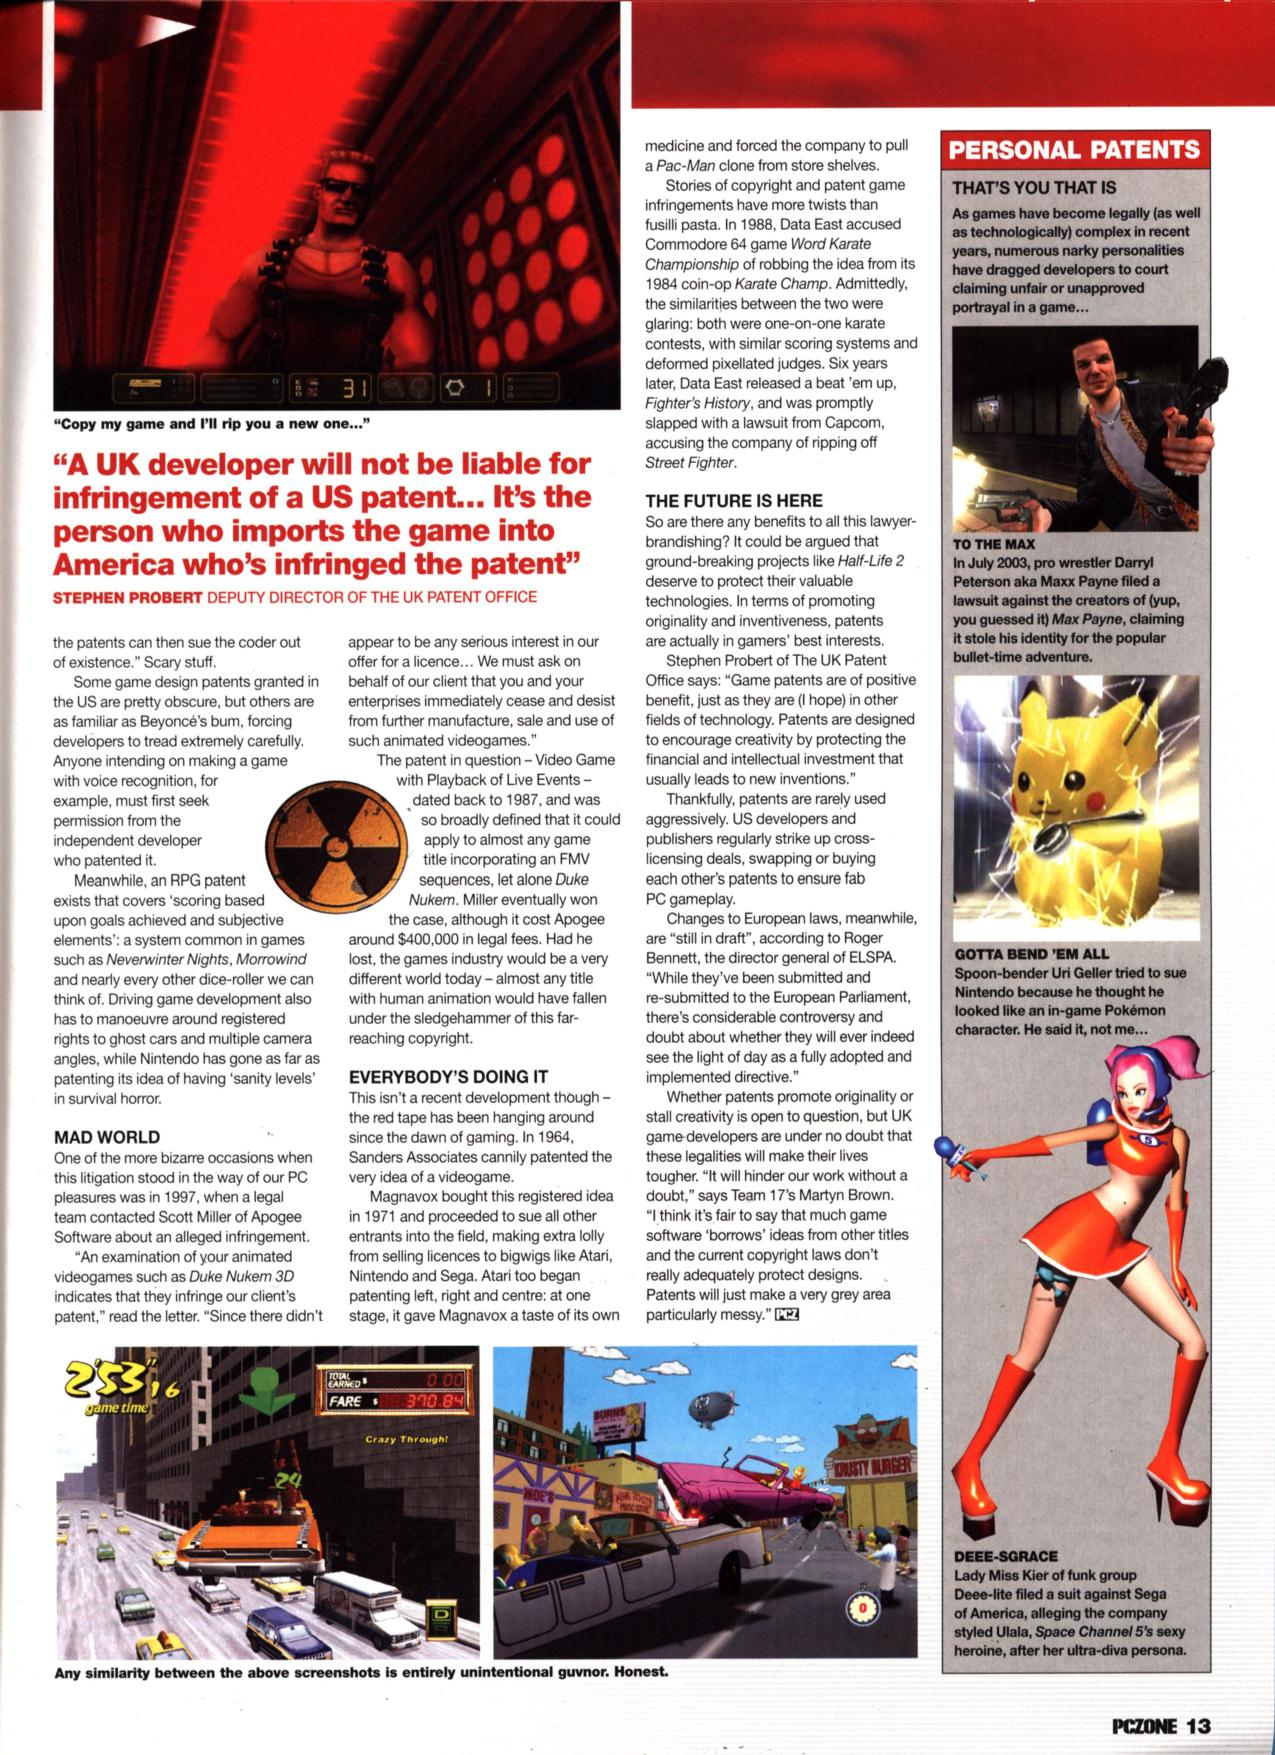 "Copy my game and I'll rip you a new one..."
"A UK developer will not be liable for
infringement of a US patent... It's the
person who imports the game into
America who's infringed the patent"
STEPHEN PROBERT DEPUTY DIRECTOR OF THE UK PATENT OFFICE
the patents can then sue the coder out
of existence." Scary stuff.
Some game design patents granted in
the US are pretty obscure, but others are
as familiar as Beyoncé's bum, forcing
developers to tread extremely carefully.
Anyone intending on making a game
with voice recognition, for
example, must first seek
permission from the
independent developer
who patented it.
Meanwhile, an RPG patent
exists that covers 'scoring based
upon goals achieved and subjective
elements': a system common in games
such as Neverwinter Nights, Morrowind
and nearly every other dice-roller we can
think of. Driving game development also
has to manoeuvre around registered
rights to ghost cars and multiple camera
angles, while Nintendo has gone as far as
patenting its idea of having 'sanity levels'
in survival horror.
MAD WORLD
One of the more bizarre occasions when
this litigation stood in the way of our PC
pleasures was in 1997, when a legal
team contacted Scott Miller of Apogee
Software about an alleged infringement.
"An examination of your animated
videogames such as Duke Nukem 3D
indicates that they infringe our client's
patent," read the letter. "Since there didn't
appear to be any serious interest in our
offer for a licence... We must ask on
behalf of our client that you and your
enterprises immediately cease and desist
from further manufacture, sale and use of
such animated videogames."
The patent in question – Video Game
with Playback of Live Events –
dated back to 1987, and was
so broadly defined that it could
apply to almost any game
title incorporating an FMV
sequences, let alone Duke
Nukem. Miller eventually won
the case, although it cost Apogee
around $400,000 in legal fees. Had he
lost, the games industry would be a very
different world today – almost any title
with human animation would have fallen
under the sledgehammer of this far-
reaching copyright.
EVERYBODY'S DOING IT
This isn't a recent development though –
the red tape has been hanging around
since the dawn of gaming. In 1964,
Sanders Associates cannily patented the
very idea of a videogame.
Magnavox bought this registered idea
in 1971 and proceeded to sue all other
entrants into the field, making extra lolly
from selling licences to bigwigs like Atari,
Nintendo and Sega. Atari too began
patenting left, right and centre: at one
stage, it gave Magnavox a taste of its own
medicine and forced the company to pull
a Pac-Man clone from store shelves.
Stories of copyright and patent game
infringements have more twists than
fusilli pasta. In 1988, Data East accused
Commodore 64 game Word Karate
Championship of robbing the idea from its
1984 coin-op Karate Champ. Admittedly,
the similarities between the two were
glaring: both were one-on-one karate
contests, with similar scoring systems and
deformed pixellated judges. Six years
later, Data East released a beat 'em up,
Fighter's History, and was promptly
slapped with a lawsuit from Capcom,
accusing the company of ripping off
Street Fighter.
THE FUTURE IS HERE
So are there any benefits to all this lawyer-
brandishing? It could be argued that
ground-breaking projects like Half-Life 2
deserve to protect their valuable
technologies. In terms of promoting
originality and inventiveness, patents
are actually in gamers' best interests.
Stephen Probert of The UK Patent
Office says: "Game patents are of positive
benefit, just as they are (I hope) in other
fields of technology. Patents are designed
to encourage creativity by protecting the
financial and intellectual investment that
usually leads to new inventions."
Thankfully, patents are rarely used
aggressively. US developers and
publishers regularly strike up cross-
licensing deals, swapping or buying
each other's patents to ensure fab
PC gameplay.
Changes to European laws, meanwhile,
are "still in draft", according to Roger
Bennett, the director general of ELSPA.
"While they've been submitted and
re-submitted to the European Parliament,
there's considerable controversy and
doubt about whether they will ever indeed
see the light of day as a fully adopted and
implemented directive."
Whether patents promote originality or
stall creativity is open to question, but UK
game developers are under no doubt that
these legalities will make their lives
tougher. "It will hinder our work without a
doubt," says Team 17's Martyn Brown.
"I think it's fair to say that much game
software 'borrows' ideas from other titles
and the current copyright laws don't
really adequately protect designs.
Patents will just make a very grey area
particularly messy." PCZ
PERSONAL PATENTS
THAT'S YOU THAT IS
As games have become legally (as well
as technologically) complex in recent
years, numerous narky personalities
have dragged developers to court
claiming unfair or unapproved
portrayal in a game...
TO THE MAX
In July 2003, pro wrestler Darryl
Peterson aka Maxx Payne filed a
lawsuit against the creators of (yup,
you guessed it) Max Payne, claiming
it stole his identity for the popular
bullet-time adventure.
GOTTA BEND 'EM ALL
Spoon-bender Uri Geller tried to sue
Nintendo because he thought he
looked like an in-game Pokémon
character. He said it, not me...
5
DEEE-SGRACE
Lady Miss Kier of funk group
Deee-lite filed a suit against Sega
of America, alleging the company
styled Ulala, Space Channel 5's sexy
heroine, after her ultra-diva persona.
31
1
2'53"16
game time
TOTAL EARNED $ 0.00
FARE $ 370.84
Crazy Through!
24
D
BURNS
MOE'S
KING TOOT'S
MUSIC STORE
KRUSTY BURGER
0
Any similarity between the above screenshots is entirely unintentional guvnor. Honest.
PCZONE 13